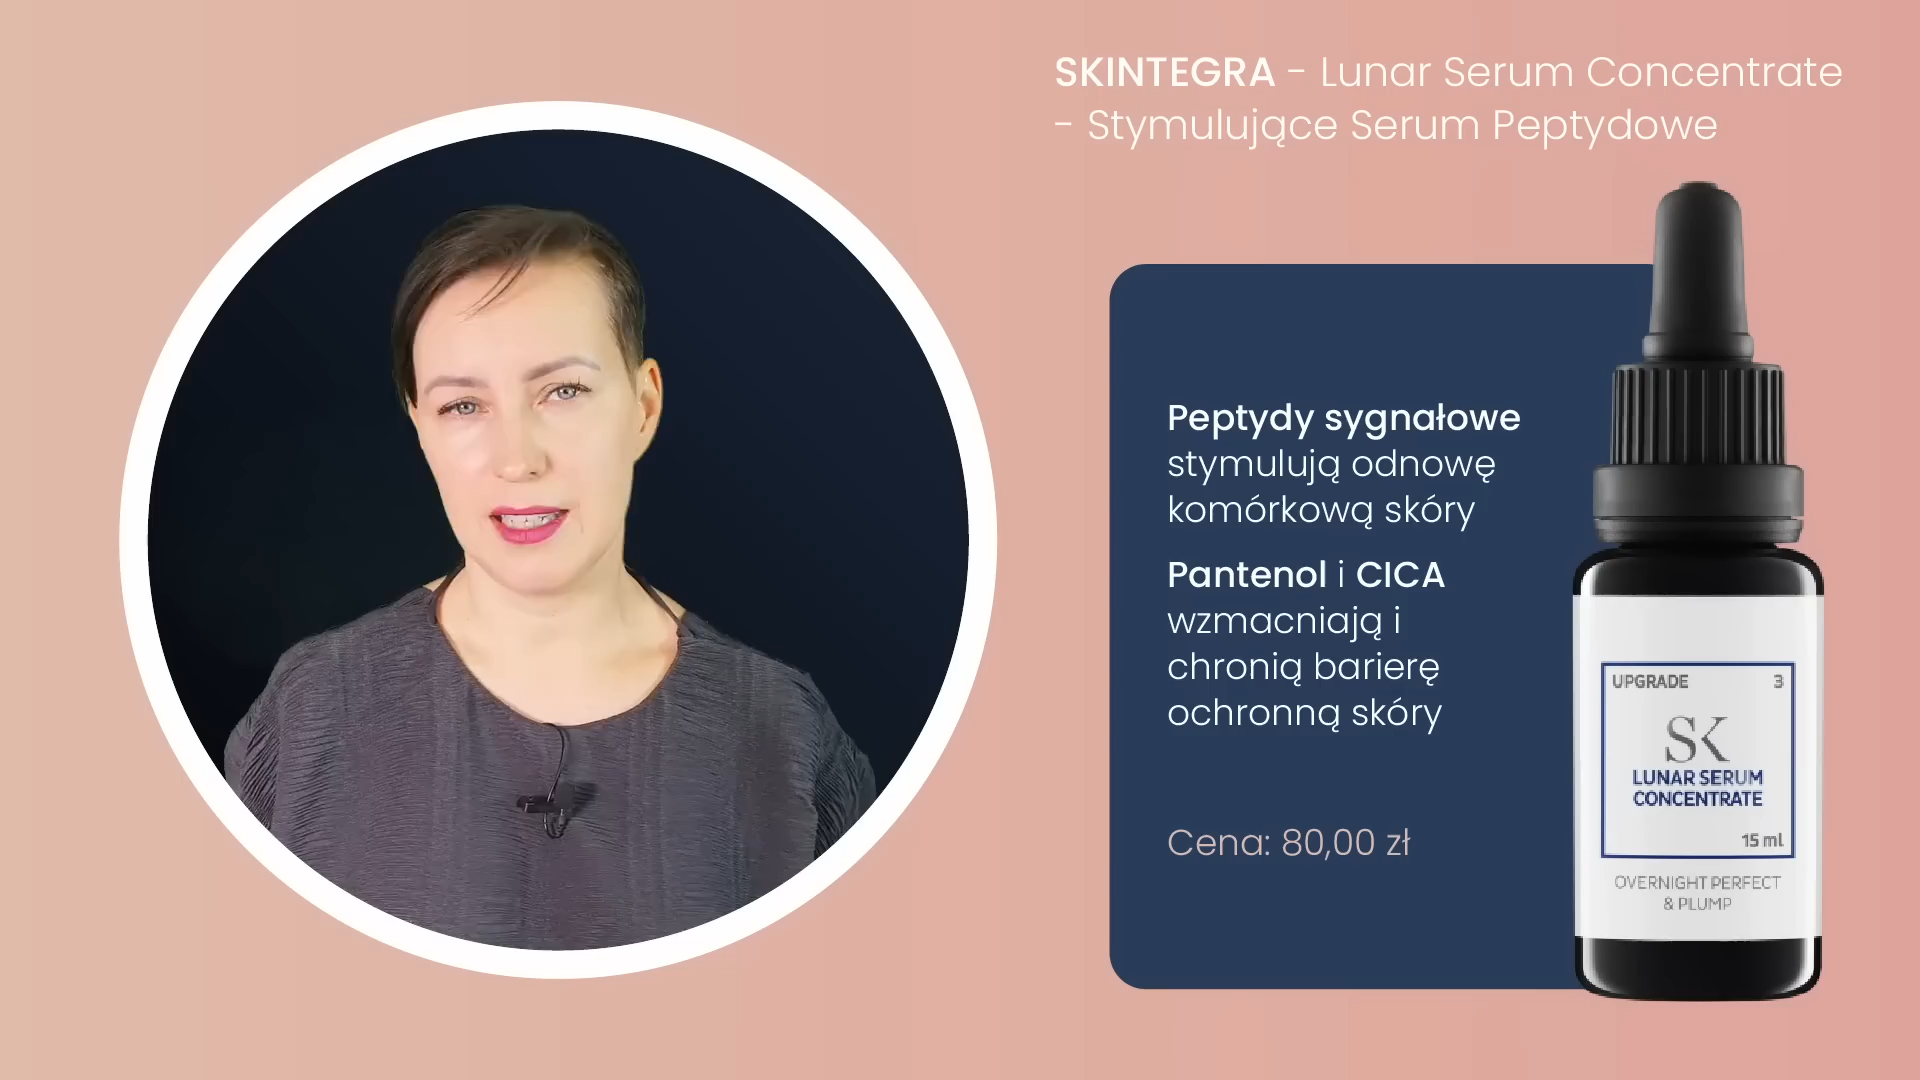 SKINTEGRA - Lunar Serum Concentrate
- Stymulujące Serum Peptydowe
Peptydy sygnałowe
stymulują odnowę
komórkową skóry
Pantenol i CICA
wzmacniają i
chronią barierę
ochronną skóry
Cena: 80,00 zł
UPGRADE 3
SK
LUNAR SERUM
CONCENTRATE
15 ml
OVERNIGHT PERFECT
& PLUMP